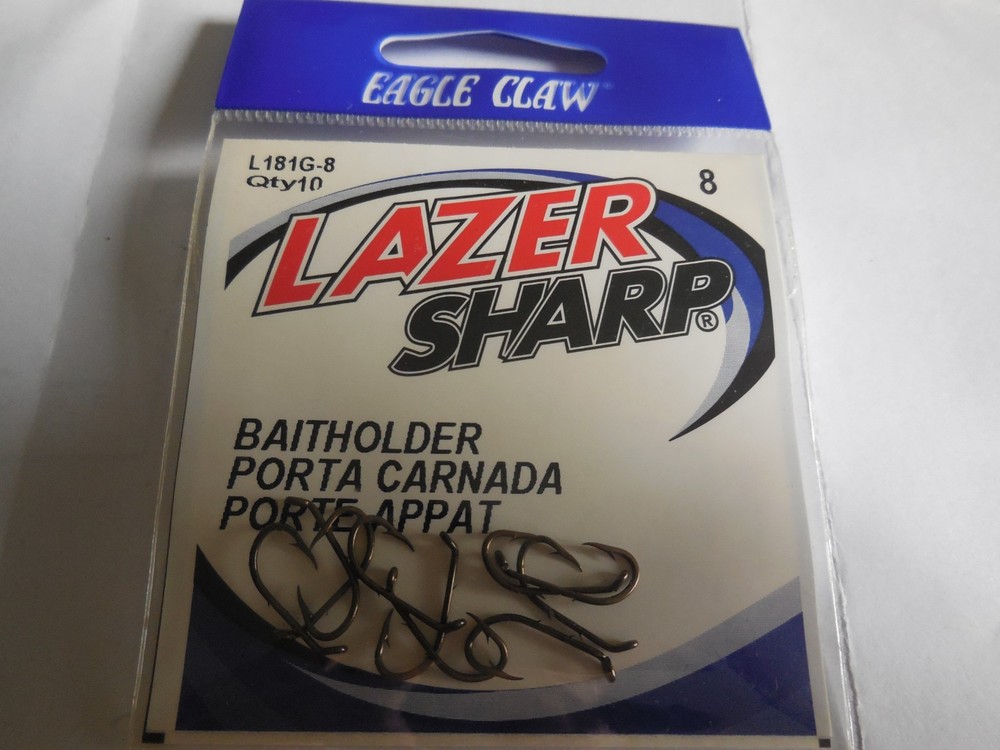 EAGLE CLAW
L181G-8
Qty10
8
LAZER
SHARP®
BAITHOLDER
PORTA CARNADA
PORTE APPAT